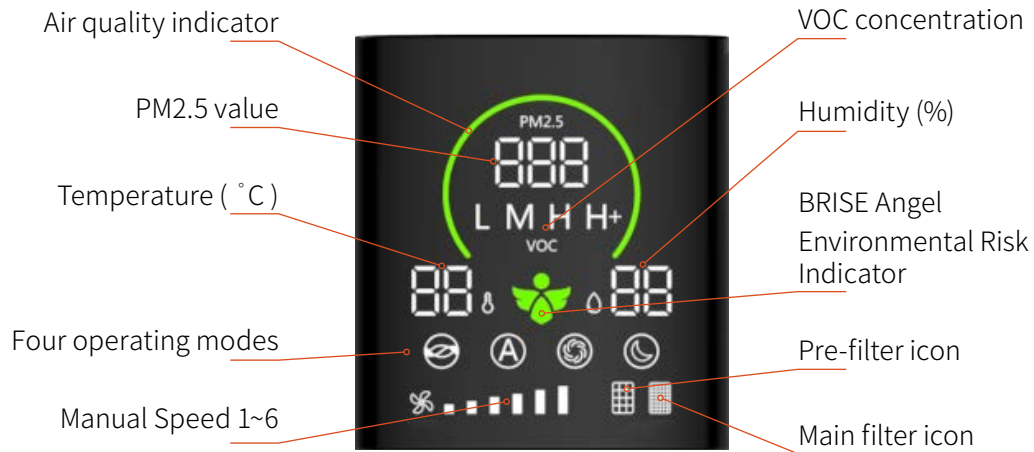 Air quality indicator
VOC concentration
PM2.5 value
Humidity (%)
Temperature ( °C )
BRISE Angel
Environmental Risk
Indicator
Four operating modes
Pre-filter icon
Manual Speed 1~6
Main filter icon
PM2.5
888
L M H H+
VOC
88
88
A